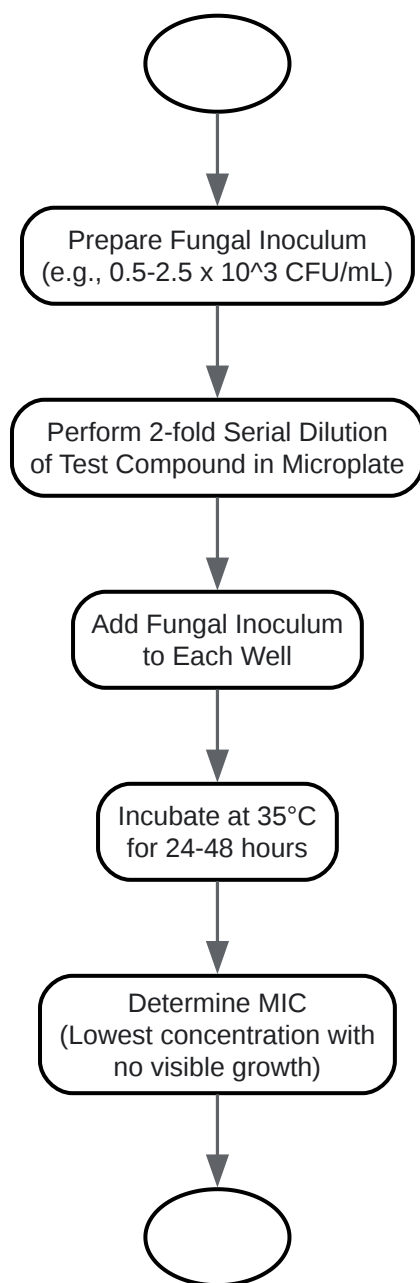 Prepare Fungal Inoculum
(e.g., 0.5-2.5 x 10^3 CFU/mL)
Perform 2-fold Serial Dilution
of Test Compound in Microplate
Add Fungal Inoculum
to Each Well
Incubate at 35°C
for 24-48 hours
Determine MIC
(Lowest concentration with
no visible growth)